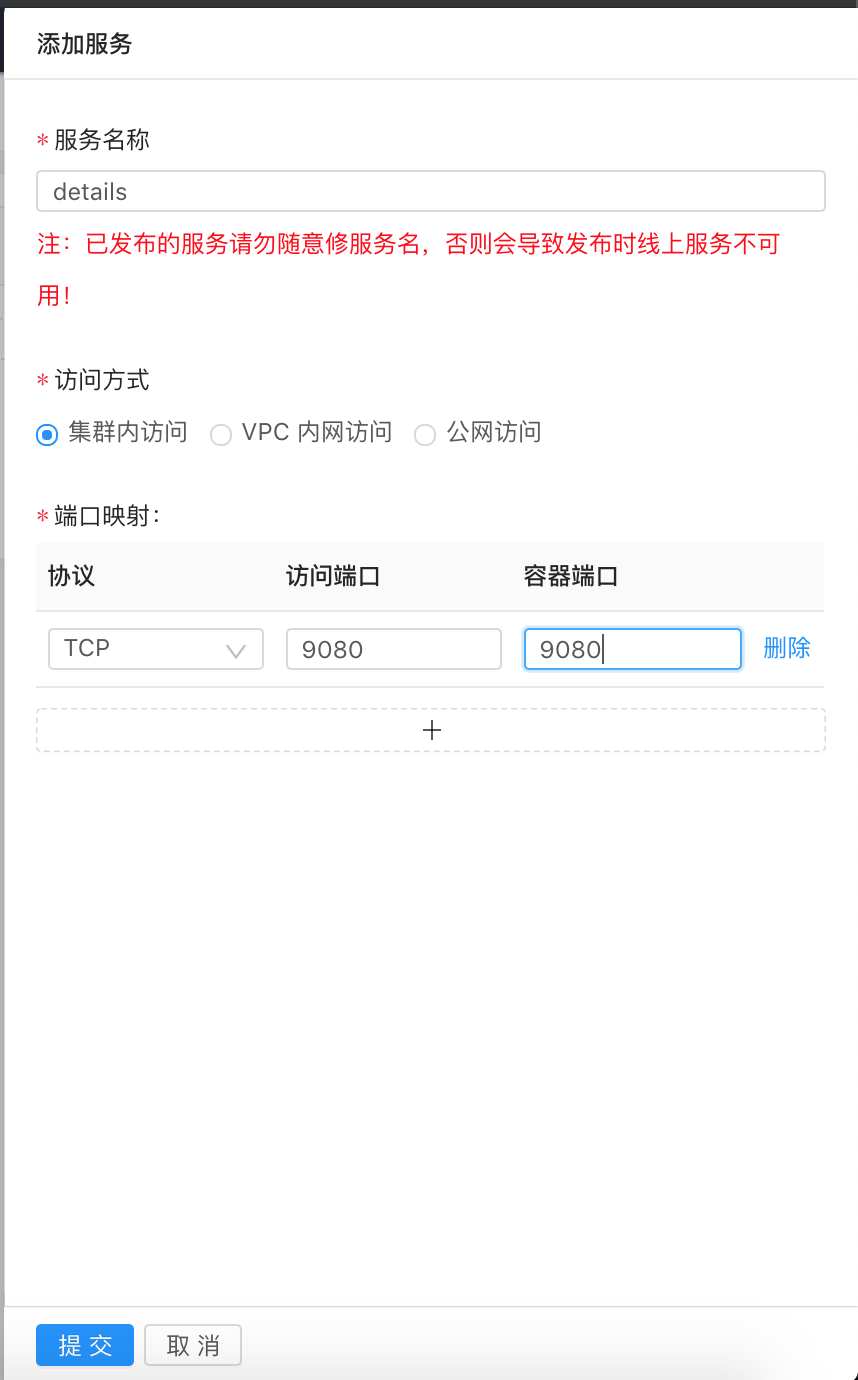 添加服务
* 服务名称
details
注：已发布的服务请勿随意修服务名，否则会导致发布时线上服务不可
用！
* 访问方式
集群内访问 VPC 内网访问 公网访问
* 端口映射：
协议 访问端口 容器端口
TCP 9080 9080 删除
+
提 交 取 消